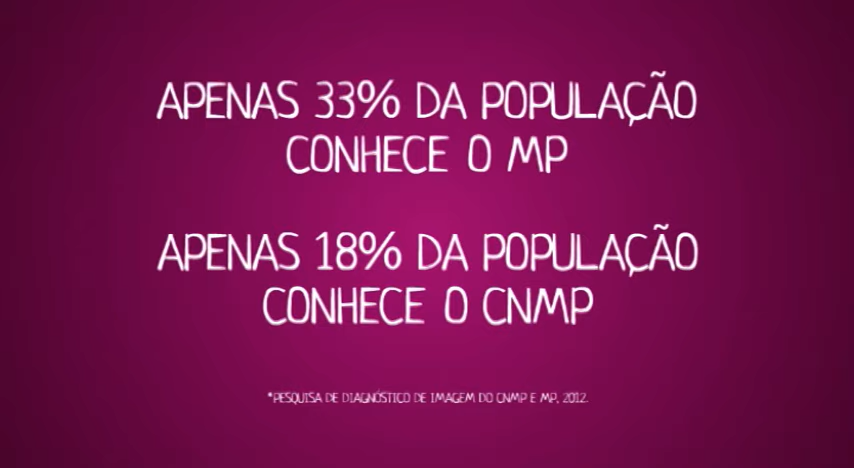 APENAS 33% DA POPULAÇÃO
CONHECE O MP
APENAS 18% DA POPULAÇÃO
CONHECE O CNMP
*PESQUISA DE DIAGNÓSTICO DE IMAGEM DO CNMP E MP, 2012.